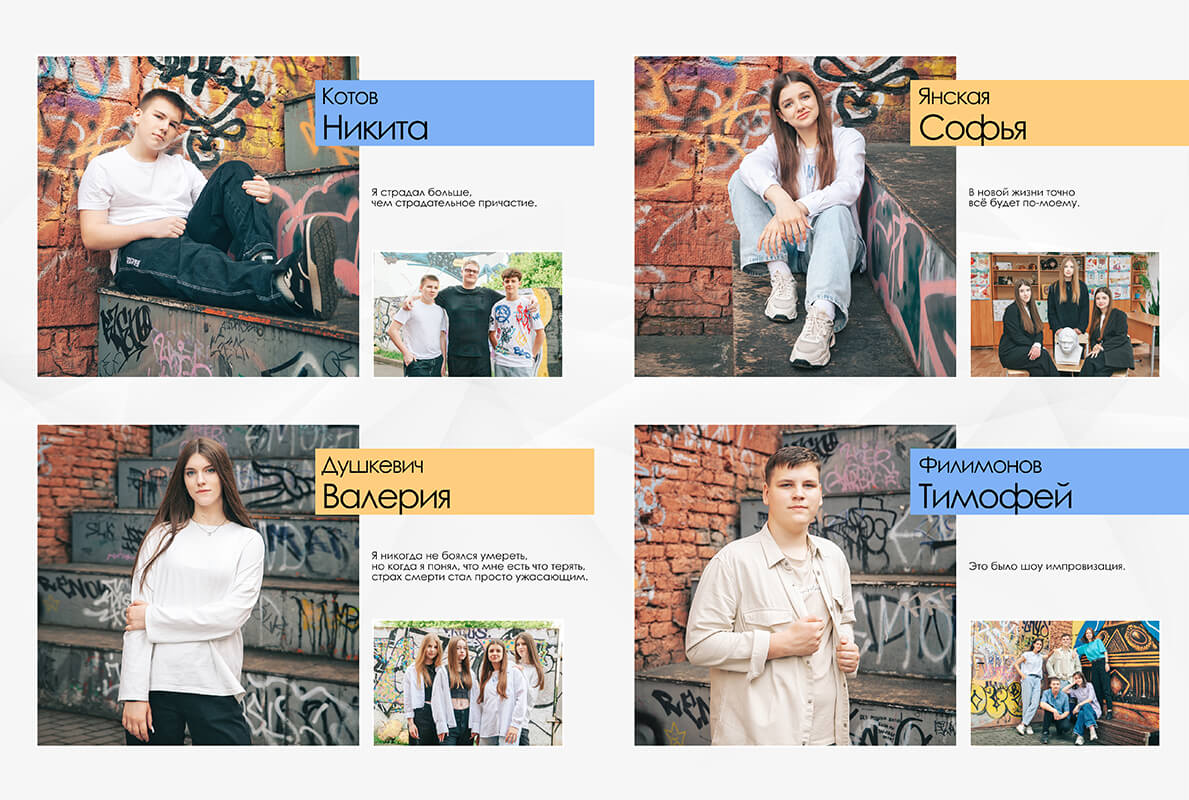 Котов
Никита
Я страдал больше,
чем страдательное причастие.
Янская
Софья
В новой жизни точно
всё будет по-моему.
Душкевич
Валерия
Я никогда не боялся умереть,
но когда я понял, что мне есть что терять,
страх смерти стал просто ужасающим.
Филимонов
Тимофей
Это было шоу импровизация.